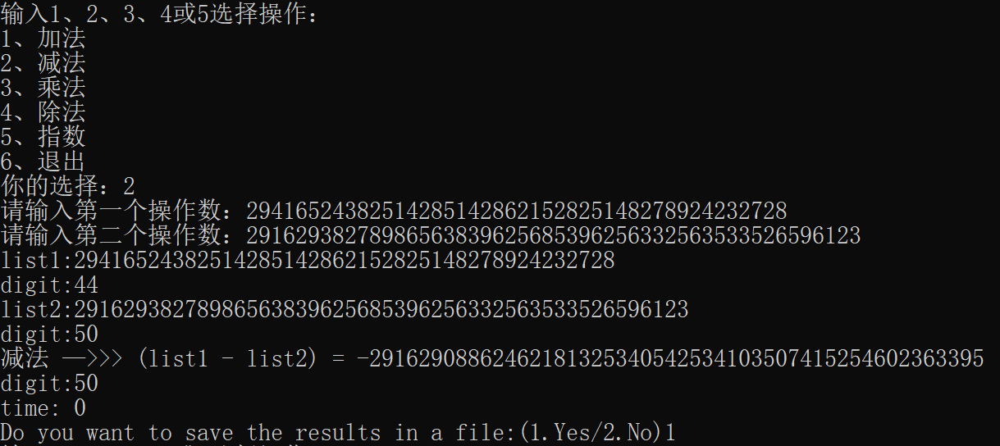 输入1、2、3、4或5选择操作：
1、加法
2、减法
3、乘法
4、除法
5、指数
6、退出
你的选择：2
请输入第一个操作数：29416524382514285142862152825148278924232728
请输入第二个操作数：29162938278986563839625685396256332563533526596123
list1:29416524382514285142862152825148278924232728
digit:44
list2:29162938278986563839625685396256332563533526596123
digit:50
减法 —>>> (list1 - list2) = -29162908862462181325340542534103507415254602363395
digit:50
time: 0
Do you want to save the results in a file:(1.Yes/2.No)1